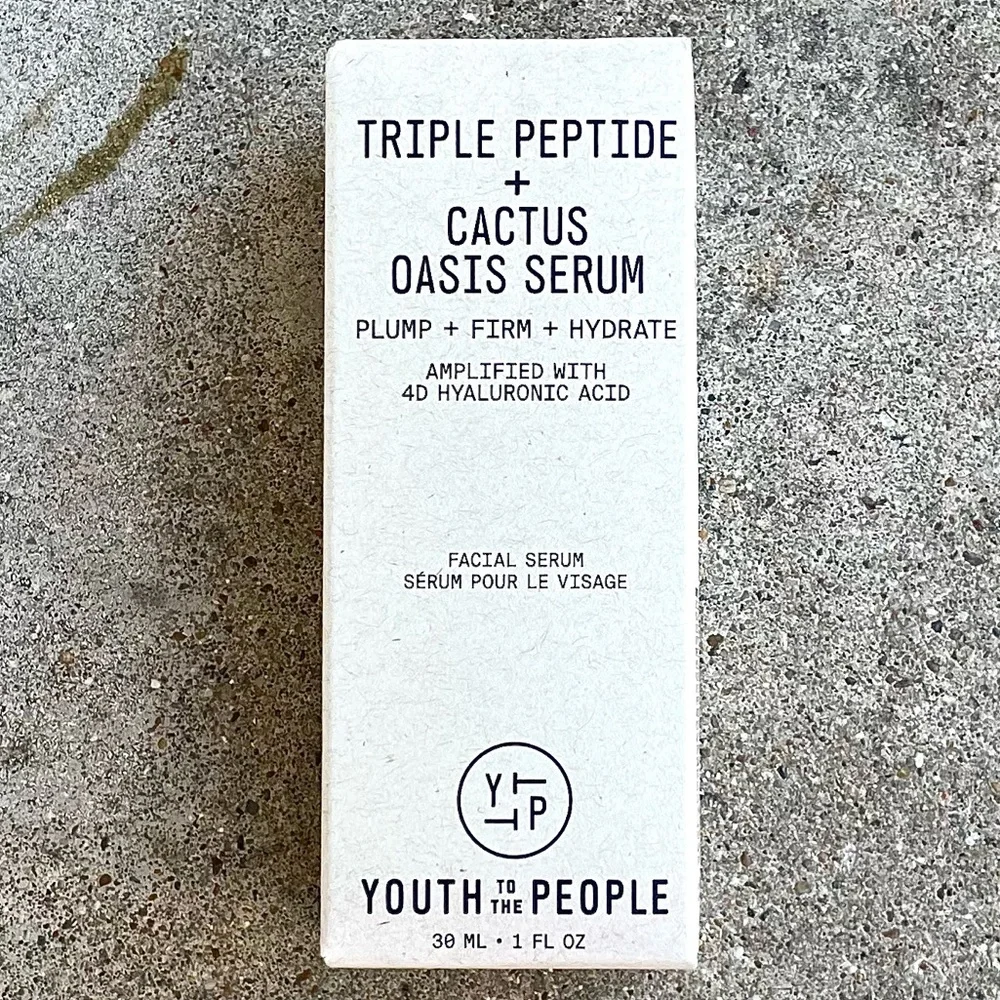 TRIPLE PEPTIDE
+
CACTUS
OASIS SERUM
PLUMP + FIRM + HYDRATE
AMPLIFIED WITH
4D HYALURONIC ACID
FACIAL SERUM
SÉRUM POUR LE VISAGE
Y P
YOUTH TO THE PEOPLE
30 ML • 1 FL OZ